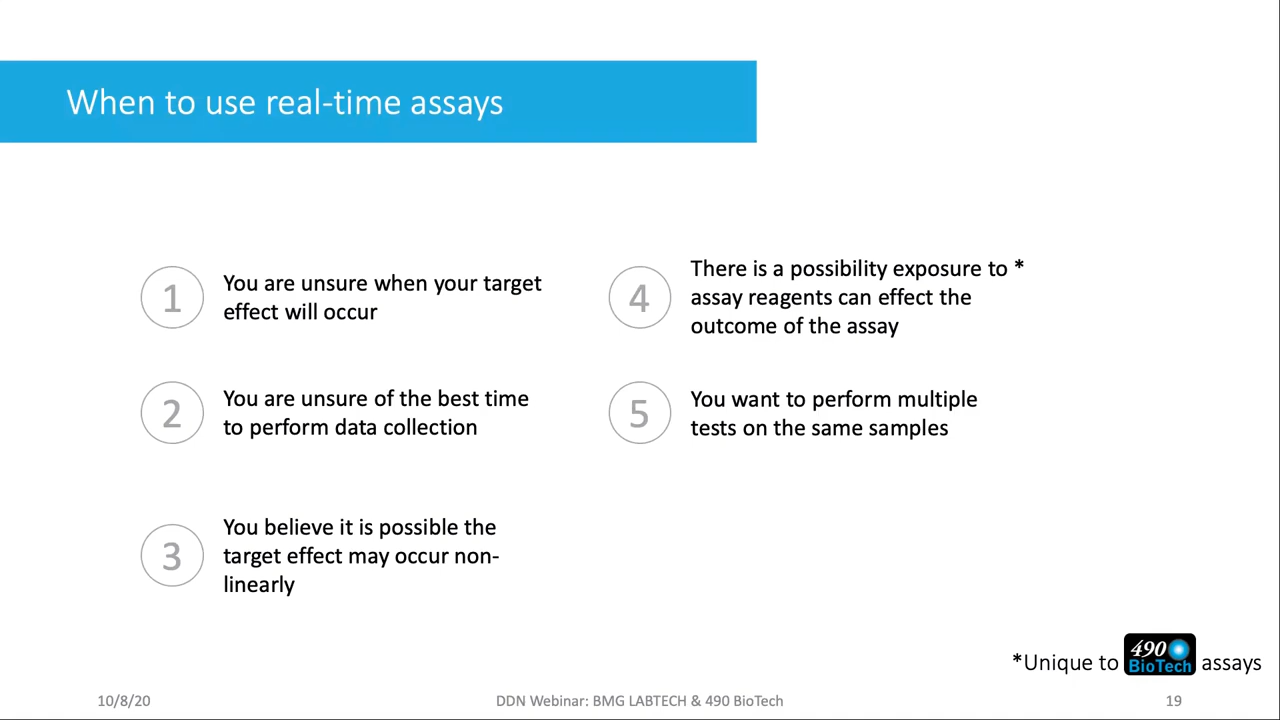 When to use real-time assays
1
You are unsure when your target
effect will occur
2
You are unsure of the best time
to perform data collection
3
You believe it is possible the
target effect may occur non-
linearly
4
There is a possibility exposure to *
assay reagents can effect the
outcome of the assay
5
You want to perform multiple
tests on the same samples
*Unique to 490 BioTech assays
10/8/20
DDN Webinar: BMG LABTECH & 490 BioTech
19